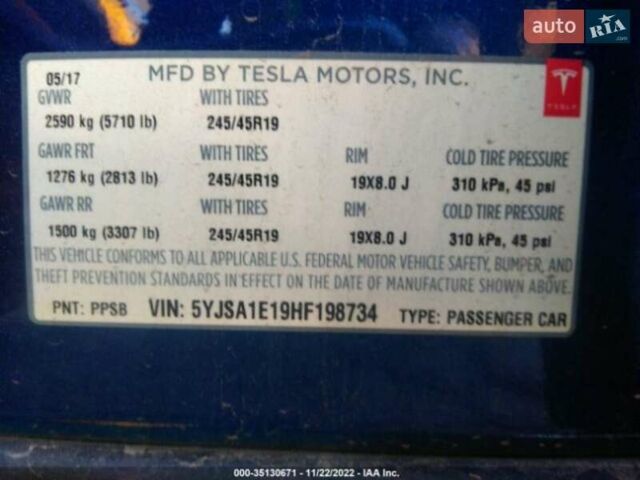 auto RIA .com
05/17 MFD BY TESLA MOTORS, INC.
TESLA
GVWR WITH TIRES
2590 kg (5710 lb) 245/45R19
GAWR FRT WITH TIRES RIM COLD TIRE PRESSURE
1276 kg (2813 lb) 245/45R19 19X8.0 J 310 kPa, 45 psi
GAWR RR WITH TIRES RIM COLD TIRE PRESSURE
1500 kg (3307 lb) 245/45R19 19X8.0 J 310 kPa, 45 psi
THIS VEHICLE CONFORMS TO ALL APPLICABLE U.S. FEDERAL MOTOR VEHICLE SAFETY, BUMPER, AND
THEFT PREVENTION STANDARDS IN EFFECT ON THE DATE OF MANUFACTURE SHOWN ABOVE.
PNT: PPSB VIN: 5YJSA1E19HF198734 TYPE: PASSENGER CAR
000-35130671 - 11/22/2022 - IAA Inc.